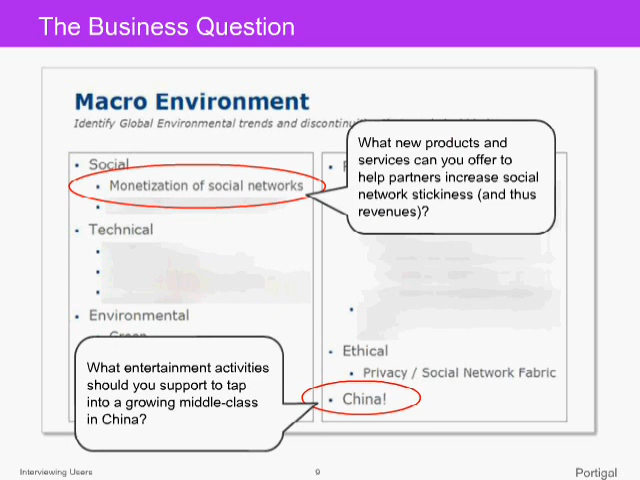 The Business Question
Macro Environment
Identify Global Environmental trends and
What new products and
services can you offer to
help partners increase social
network stickiness (and thus
revenues)?
• Social
• Monetization of social networks
• Technical
• Environmental
• Ethical
• Privacy / Social Network Fabric
• China!
What entertainment activities
should you support to tap
into a growing middle-class
in China?
Interviewing Users
9
Portigal